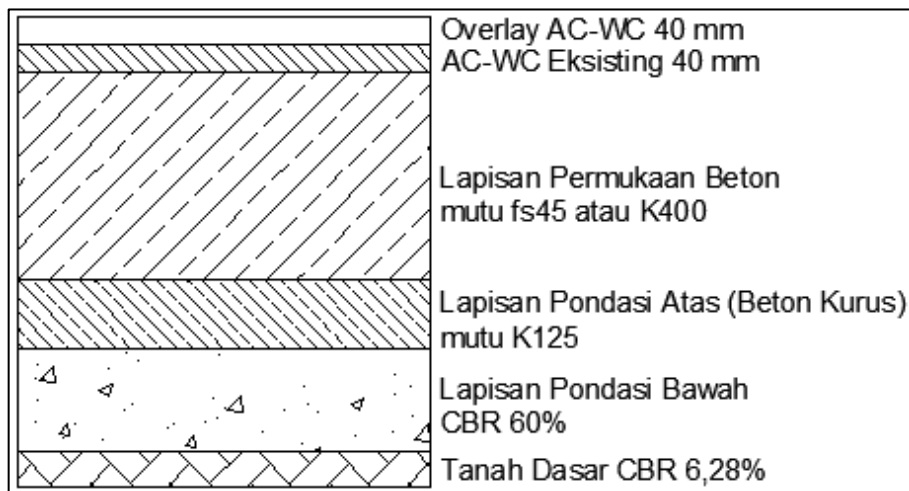 Overlay AC-WC 40 mm
AC-WC Eksisting 40 mm
Lapisan Permukaan Beton
mutu fs45 atau K400
Lapisan Pondasi Atas (Beton Kurus)
mutu K125
Lapisan Pondasi Bawah
CBR 60%
Tanah Dasar CBR 6,28%